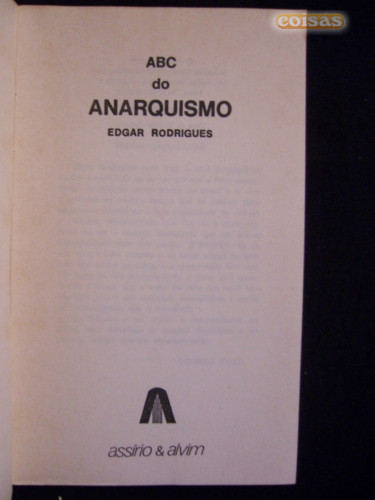 coisas
ABC
do
ANARQUISMO
EDGAR RODRIGUES
assírio & alvim